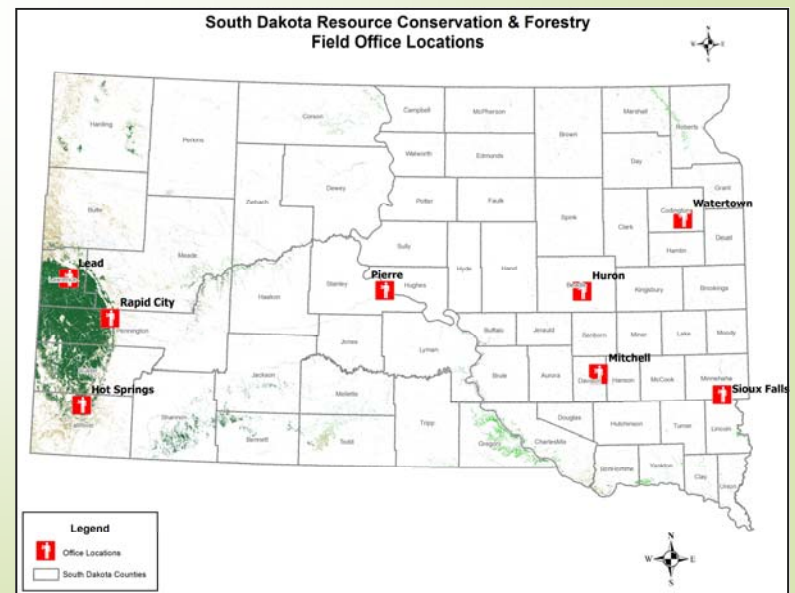 South Dakota Resource Conservation & Forestry
Field Office Locations
N
W E
S
Harding
Perkins
Corson
Campbell
McPherson
Brown
Marshall
Roberts
Walworth
Edmunds
Day
Butte
Ziebach
Dewey
Potter
Faulk
Spink
Clark
Codington
Watertown
Grant
Deuel
Hamlin
Meade
Sully
Hyde
Hand
Lead
Lawrence
Rapid City
Pennington
Haakon
Stanley
Pierre
Hughes
Huron
Beadle
Kingsbury
Brookings
Jones
Lyman
Buffalo
Jerauld
Sanborn
Miner
Lake
Moody
Hot Springs
Jackson
Mellette
Brule
Aurora
Mitchell
Davison
Hanson
McCook
Minnehaha
Sioux Falls
Shannon
Bennett
Todd
Tripp
Gregory
CharlesMix
Douglas
Hutchinson
Turner
Lincoln
BonHomme
Yankton
Clay
Union
Legend
Office Locations
South Dakota Counties
N
W E
S